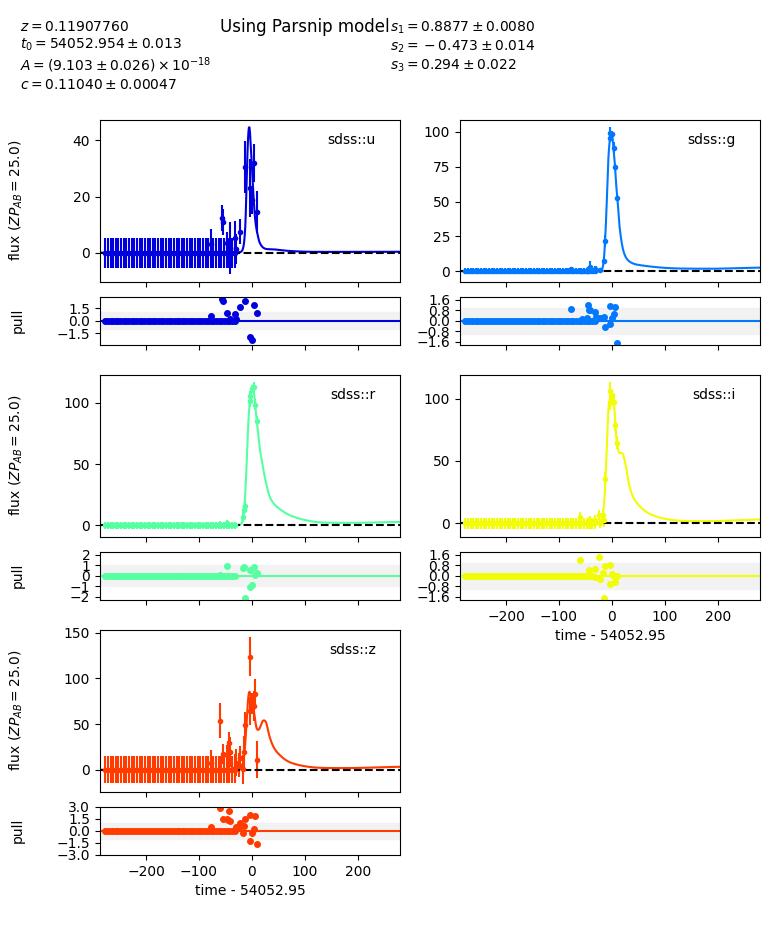 Using Parsnip model
z = 0.11907760
t₀ = 54052.954 ± 0.013
A = (9.103 ± 0.026) × 10⁻¹⁸
c = 0.11040 ± 0.00047
s₁ = 0.8877 ± 0.0080
s₂ = −0.473 ± 0.014
s₃ = 0.294 ± 0.022
sdss::u
flux (ZP_AB = 25.0)
40
20
0
pull
1.5
0.0
−1.5
sdss::g
100
75
50
25
0
1.6
0.8
0.0
−0.8
−1.6
sdss::r
flux (ZP_AB = 25.0)
100
50
0
pull
2
1
0
−1
−2
sdss::i
100
50
0
1.6
0.8
0.0
−0.8
−1.6
−200 −100 0 100 200
time - 54052.95
sdss::z
flux (ZP_AB = 25.0)
150
100
50
0
pull
3.0
1.5
0.0
−1.5
−3.0
−200 −100 0 100 200
time - 54052.95